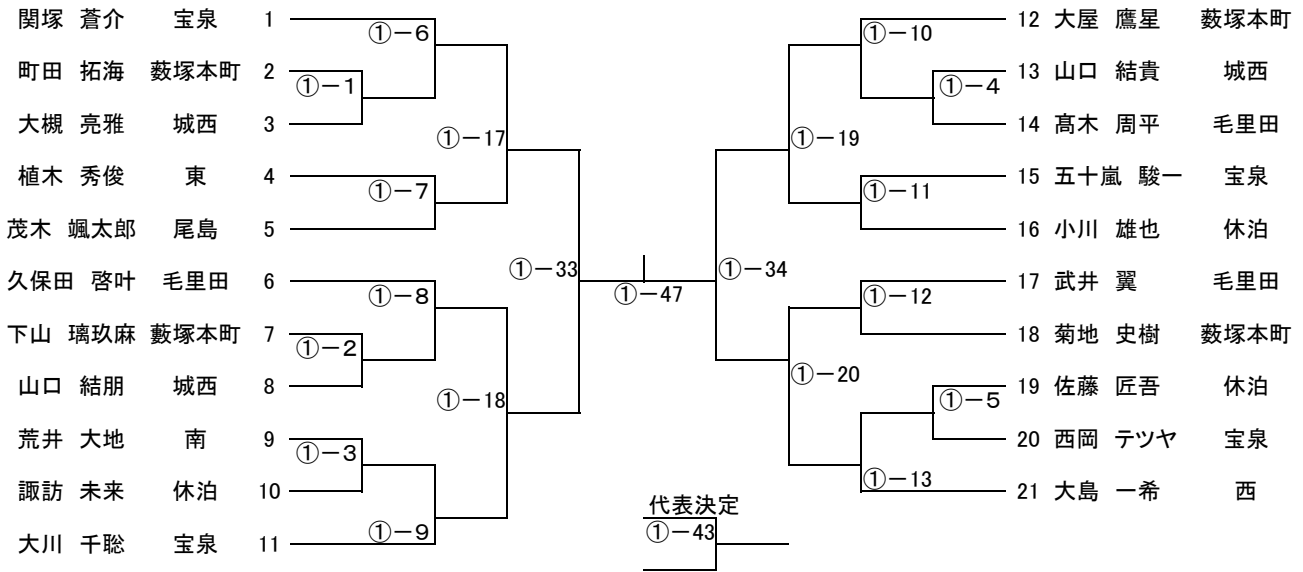 関塚 蒼介 宝泉 1
①-6
町田 拓海 薮塚本町 2
①-1
大槻 亮雅 城西 3
①-17
植木 秀俊 東 4
①-7
茂木 颯太郎 尾島 5
①-33
久保田 啓叶 毛里田 6
①-8
下山 璃玖麻 藪塚本町 7
①-2
山口 結朋 城西 8
①-18
荒井 大地 南 9
①-3
諏訪 未来 休泊 10
①-9
大川 千聡 宝泉 11
①-47
12 大屋 鷹星 薮塚本町
①-10
13 山口 結貴 城西
①-4
14 髙木 周平 毛里田
①-19
15 五十嵐 駿一 宝泉
①-11
16 小川 雄也 休泊
①-34
17 武井 翼 毛里田
①-12
18 菊地 史樹 薮塚本町
①-20
19 佐藤 匠吾 休泊
①-5
20 西岡 テツヤ 宝泉
①-13
21 大島 一希 西
代表決定
①-43